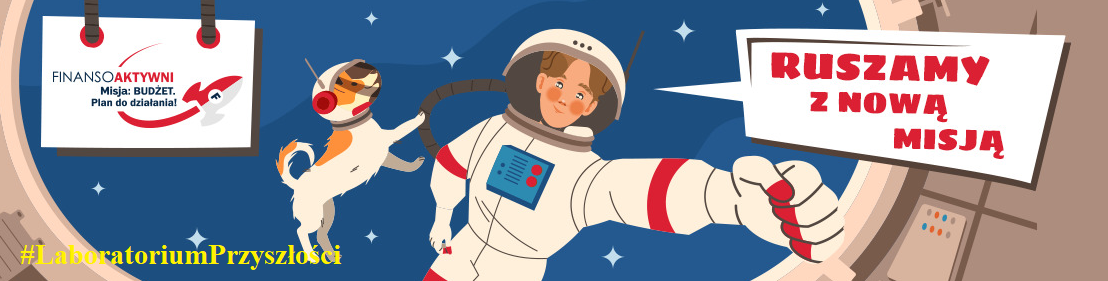 FINANSOAKTYWNI
Misja: BUDŻET.
Plan do działania!
RUSZAMY
Z NOWĄ
MISJĄ
#LaboratoriumPrzyszłości